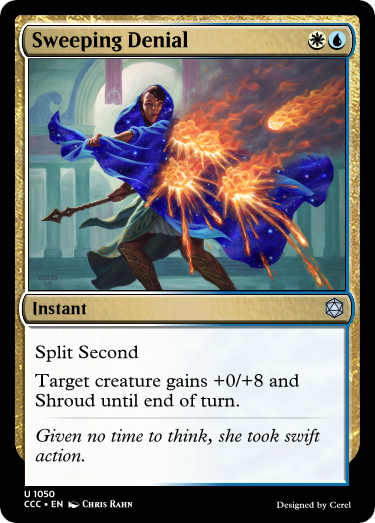 Sweeping Denial
Instant
Split Second
Target creature gains +0/+8 and
Shroud until end of turn.
Given no time to think, she took swift
action.
U 1050
CCC • EN Chris Rahn
Designed by Cerel